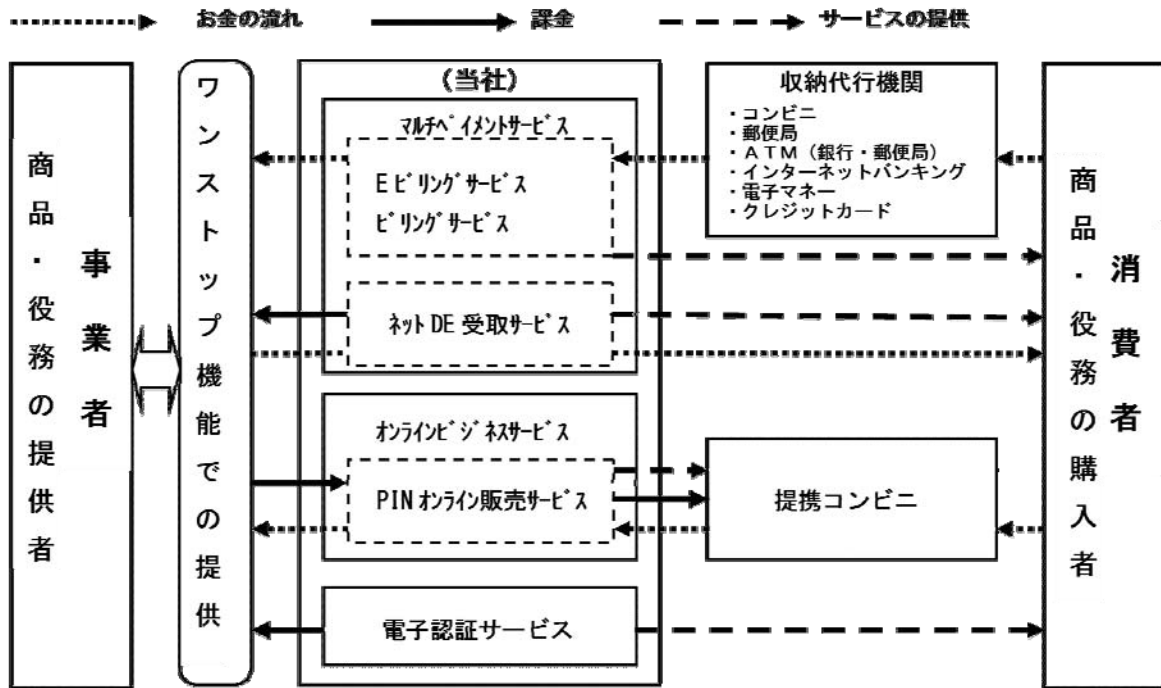 お金の流れ
課金
サービスの提供
商品・役務の提供者
事業者
ワンストップ機能での提供
(当社)
マルチペイメントサービス
Eビリングサービス
ビリングサービス
ネットDE受取サービス
オンラインビジネスサービス
PINオンライン販売サービス
電子認証サービス
収納代行機関
・コンビニ
・郵便局
・ATM（銀行・郵便局）
・インターネットバンキング
・電子マネー
・クレジットカード
提携コンビニ
商品・役務の購入者
消費者